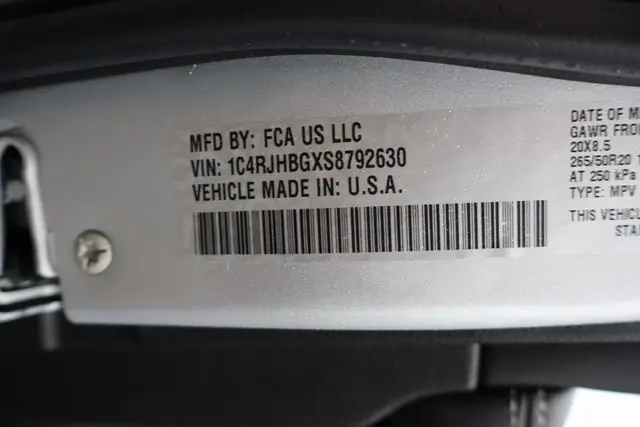 MFD BY: FCA US LLC
VIN: 1C4RJHBGXS8792630
VEHICLE MADE IN: U.S.A.
DATE OF M
GAWR FRO
20X8.5
265/50R20
AT 250 kPa
TYPE: MPV
THIS VEHICL
STA